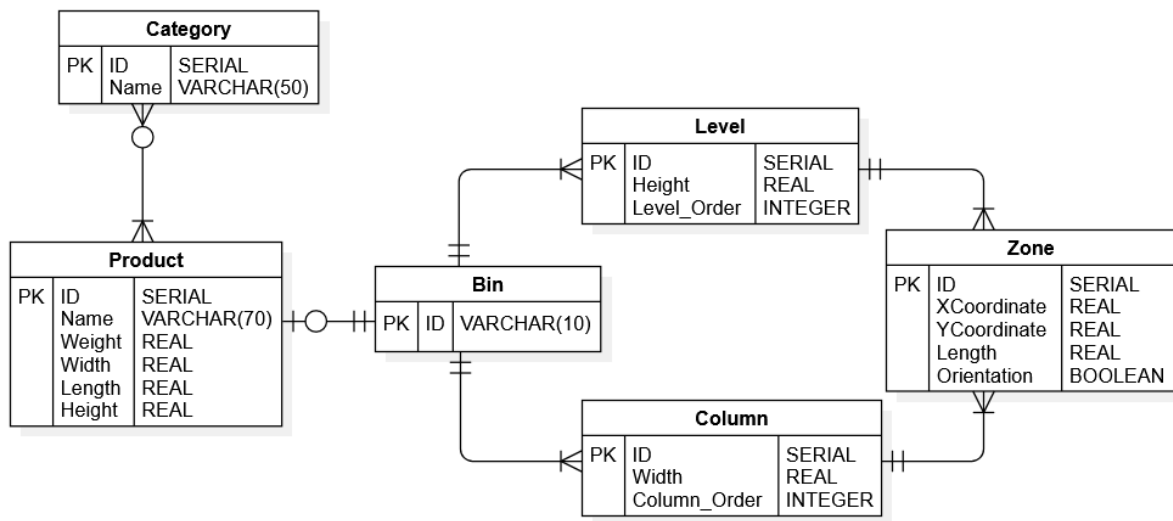 Category
PK ID SERIAL
Name VARCHAR(50)
Product
PK ID SERIAL
Name VARCHAR(70)
Weight REAL
Width REAL
Length REAL
Height REAL
Bin
PK ID VARCHAR(10)
Level
PK ID SERIAL
Height REAL
Level_Order INTEGER
Column
PK ID SERIAL
Width REAL
Column_Order INTEGER
Zone
PK ID SERIAL
XCoordinate REAL
YCoordinate REAL
Length REAL
Orientation BOOLEAN